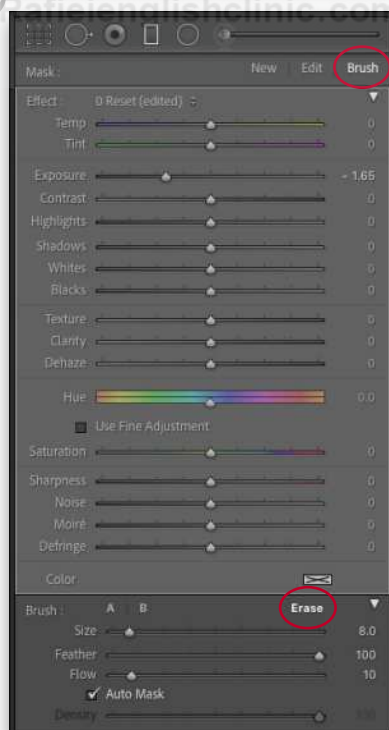 Rafieienglishclinic.com
Mask : New Edit Brush
Effect : 0 Reset (edited)
Temp 0
Tint 0
Exposure - 1.65
Contrast 0
Highlights 0
Shadows 0
Whites 0
Blacks 0
Texture 0
Clarity 0
Dehaze 0
Hue 0.0
Use Fine Adjustment
Saturation 0
Sharpness 0
Noise 0
Moiré 0
Defringe 0
Color
Brush : A B Erase
Size 8.0
Feather 100
Flow 10
Auto Mask
Density 100